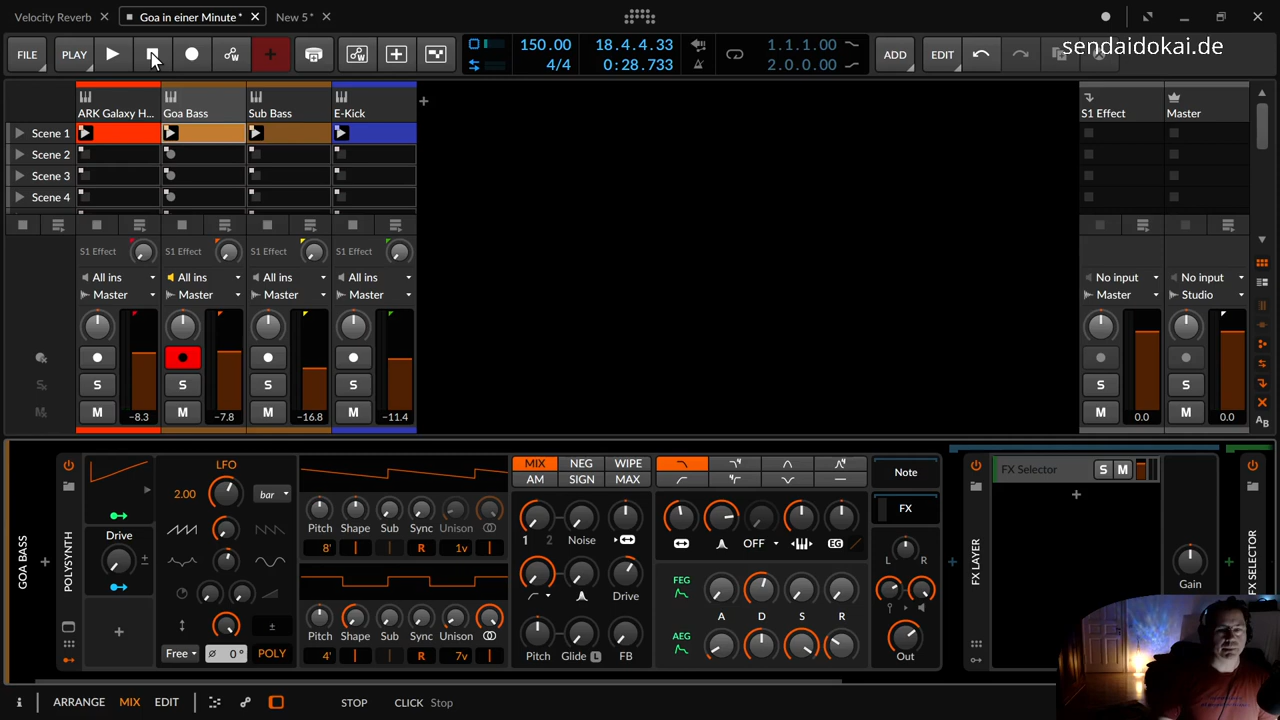 Velocity Reverb
Goa in einer Minute *
New 5 *
FILE
PLAY
150.00
4/4
18.4.4.33
0:28.733
1.1.1.00
2.0.0.00
ADD
EDIT
sendaidokai.de
ARK Galaxy H...
Goa Bass
Sub Bass
E-Kick
S1 Effect
Master
Scene 1
Scene 2
Scene 3
Scene 4
S1 Effect
S1 Effect
S1 Effect
S1 Effect
All ins
All ins
All ins
All ins
No input
No input
Master
Master
Master
Master
Master
Studio
S
S
S
S
S
S
M
M
M
M
M
M
-8.3
-7.8
-16.8
-11.4
0.0
0.0
GOA BASS
POLYSYNTH
Drive
LFO
2.00
bar
Free
0 °
POLY
Pitch
Shape
Sub
Sync
Unison
8'
R
1v
Pitch
Shape
Sub
Sync
Unison
4'
R
7v
MIX
NEG
WIPE
AM
SIGN
MAX
1
2
Noise
Drive
Pitch
Glide
L
FB
OFF
EG
FEG
A
D
S
R
AEG
Note
FX
L
R
Out
FX LAYER
FX Selector
S
M
Gain
FX SELECTOR
i
ARRANGE
MIX
EDIT
STOP
CLICK
Stop